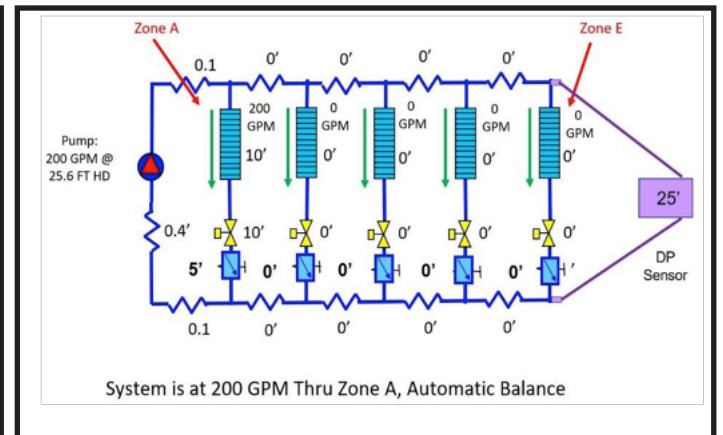 Zone A
Zone E
0.1
0'
0'
0'
0'
Pump:
200 GPM @
25.6 FT HD
200
GPM
10'
0
GPM
0'
0
GPM
0'
0
GPM
0'
0
GPM
0'
25'
DP
Sensor
0.4'
10'
0'
0'
0'
0'
5'
0'
0'
0'
0'
'
0.1
0'
0'
0'
0'
System is at 200 GPM Thru Zone A, Automatic Balance